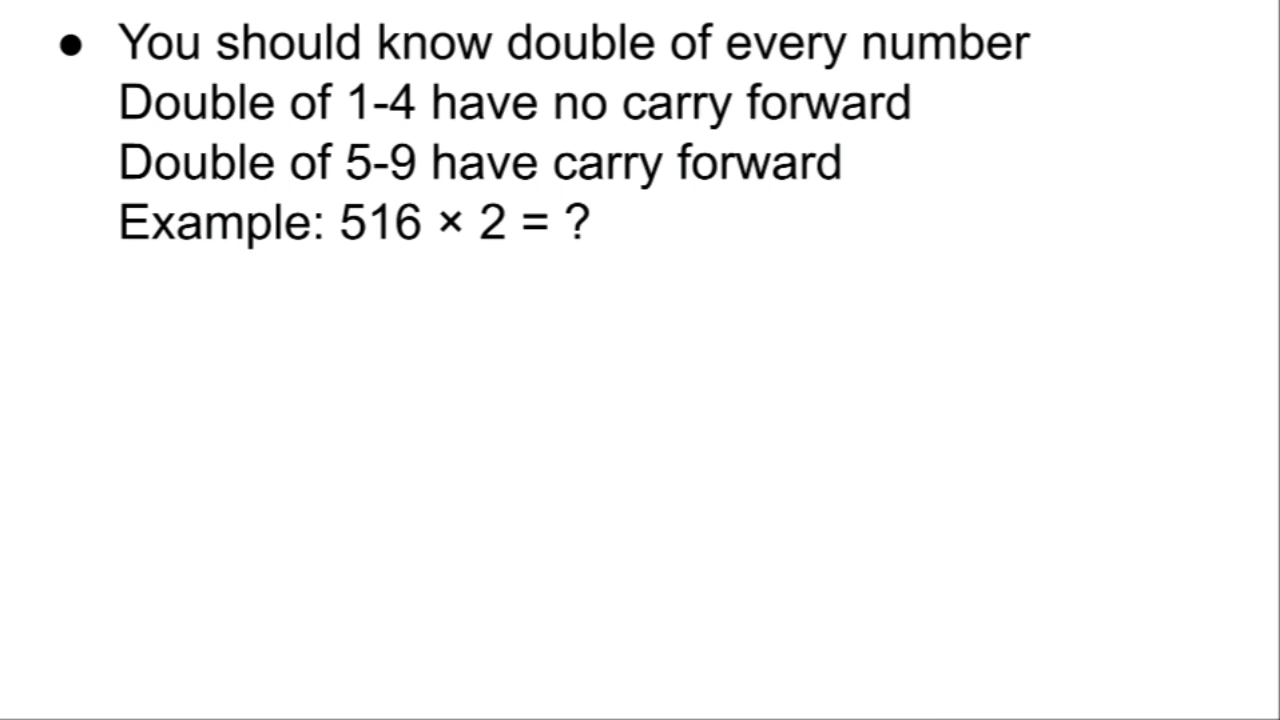 ● You should know double of every number
Double of 1-4 have no carry forward
Double of 5-9 have carry forward
Example: 516 × 2 = ?